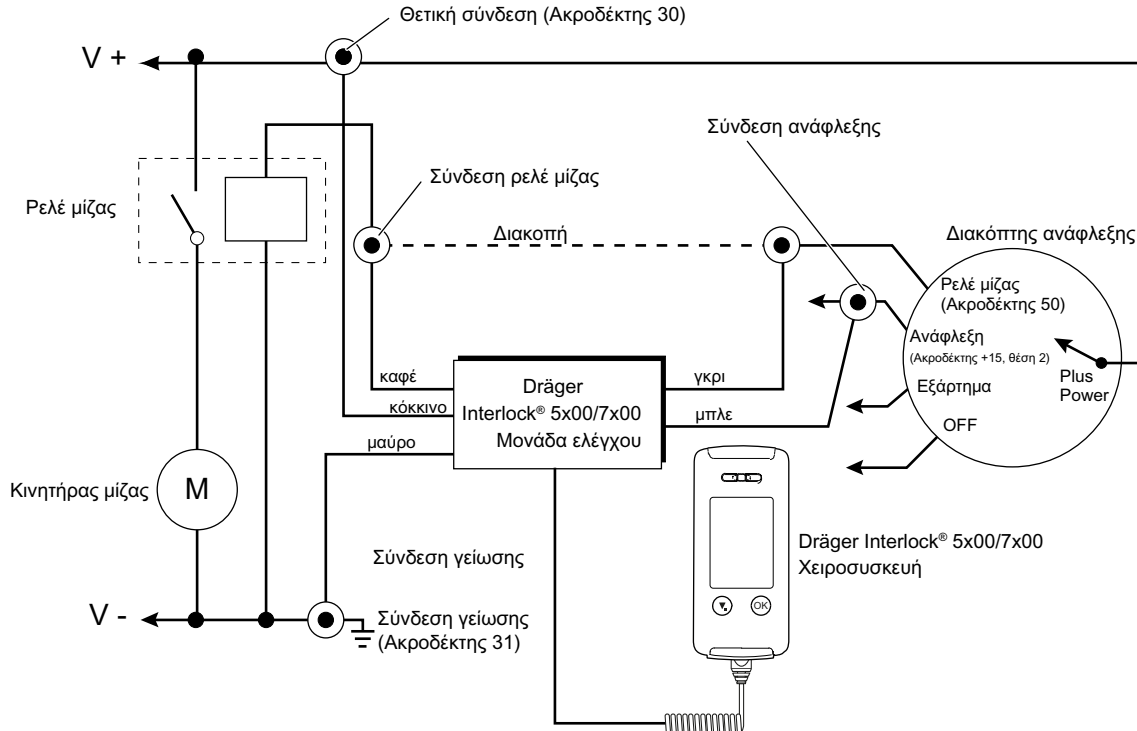 Θετική σύνδεση (Ακροδέκτης 30)
V +
Σύνδεση ανάφλεξης
Σύνδεση ρελέ μίζας
Ρελέ μίζας
Διακοπή
Διακόπτης ανάφλεξης
Ρελέ μίζας
(Ακροδέκτης 50)
Ανάφλεξη
(Ακροδέκτης +15, θέση 2)
Εξάρτημα
Plus
Power
OFF
καφέ
κόκκινο
μαύρο
Dräger
Interlock® 5x00/7x00
Μονάδα ελέγχου
γκρι
μπλε
Κινητήρας μίζας
M
Σύνδεση γείωσης
Dräger Interlock® 5x00/7x00
Χειροσυσκευή
OK
V -
Σύνδεση γείωσης
(Ακροδέκτης 31)